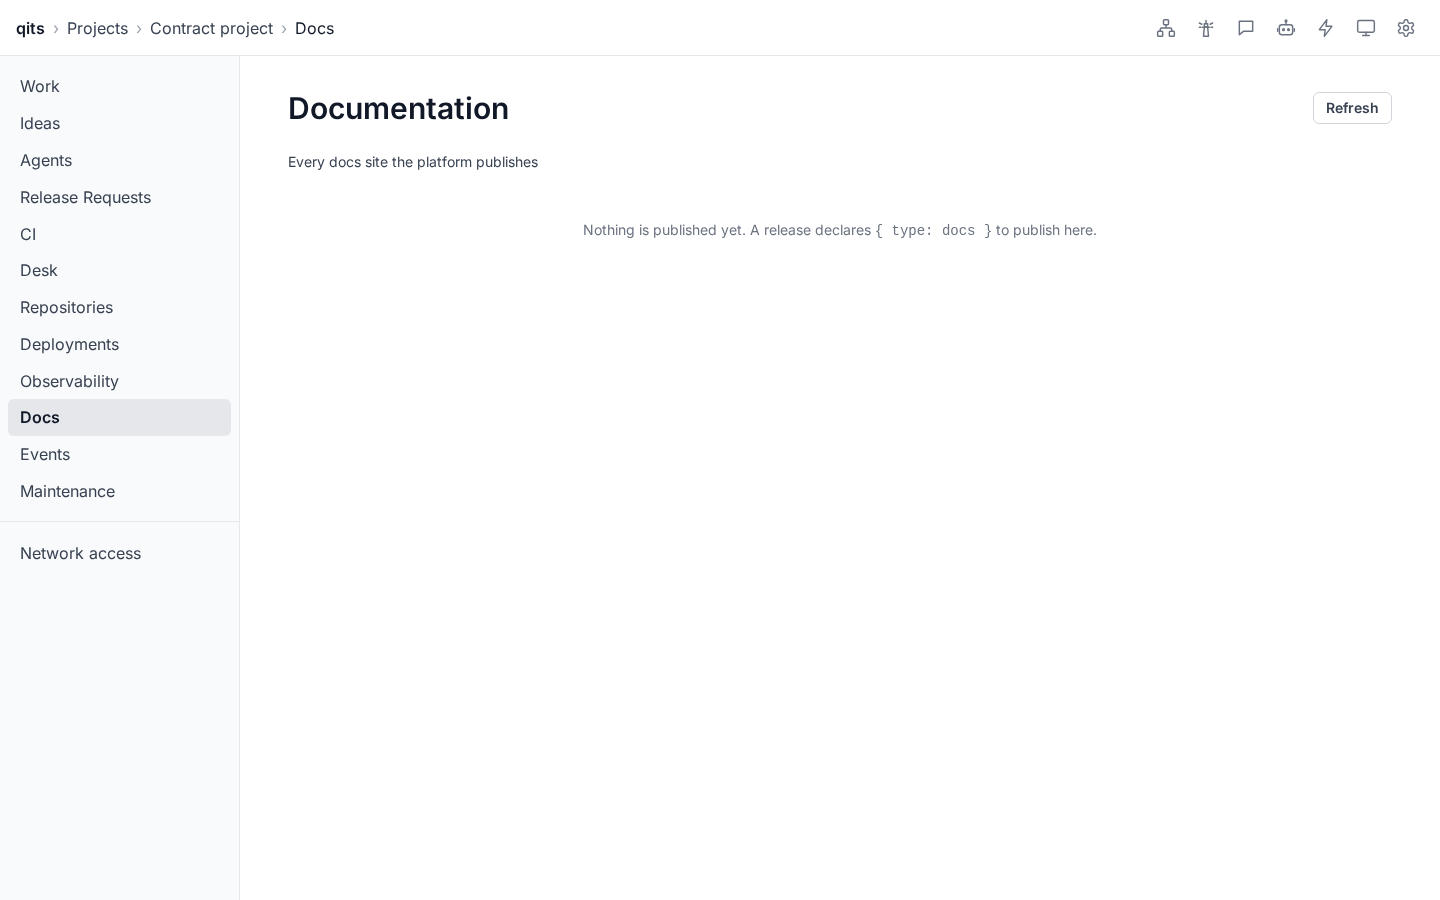 qits › Projects › Contract project › Docs
Work
Ideas
Agents
Release Requests
CI
Desk
Repositories
Deployments
Observability
Docs
Events
Maintenance
Network access
Documentation
Refresh
Every docs site the platform publishes
Nothing is published yet. A release declares { type: docs } to publish here.